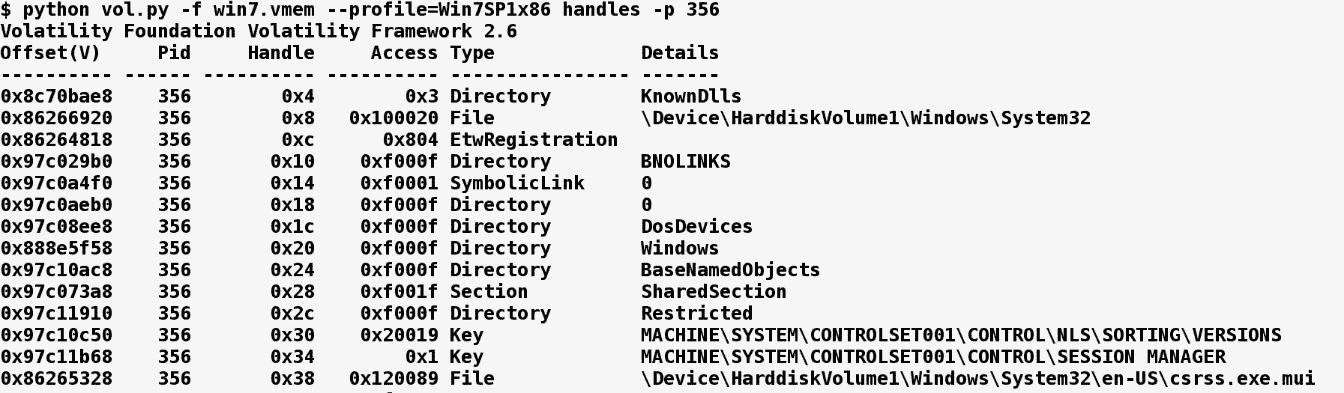 $ python vol.py -f win7.vmem --profile=Win7SP1x86 handles -p 356
Volatility Foundation Volatility Framework 2.6
Offset(V)     Pid     Handle     Access Type             Details
---------- ------ ---------- ---------- ---------------- -------
0x8c70bae8    356        0x4        0x3 Directory        KnownDlls
0x86266920    356        0x8   0x100020 File             \Device\HarddiskVolume1\Windows\System32
0x86264818    356        0xc      0x804 EtwRegistration
0x97c029b0    356       0x10    0xf000f Directory        BNOLINKS
0x97c0a4f0    356       0x14    0xf0001 SymbolicLink     0
0x97c0aeb0    356       0x18    0xf000f Directory        0
0x97c08ee8    356       0x1c    0xf000f Directory        DosDevices
0x888e5f58    356       0x20    0xf000f Directory        Windows
0x97c10ac8    356       0x24    0xf000f Directory        BaseNamedObjects
0x97c073a8    356       0x28    0xf001f Section          SharedSection
0x97c11910    356       0x2c    0xf000f Directory        Restricted
0x97c10c50    356       0x30    0x20019 Key              MACHINE\SYSTEM\CONTROLSET001\CONTROL\NLS\SORTING\VERSIONS
0x97c11b68    356       0x34        0x1 Key              MACHINE\SYSTEM\CONTROLSET001\CONTROL\SESSION MANAGER
0x86265328    356       0x38   0x120089 File             \Device\HarddiskVolume1\Windows\System32\en-US\csrss.exe.mui